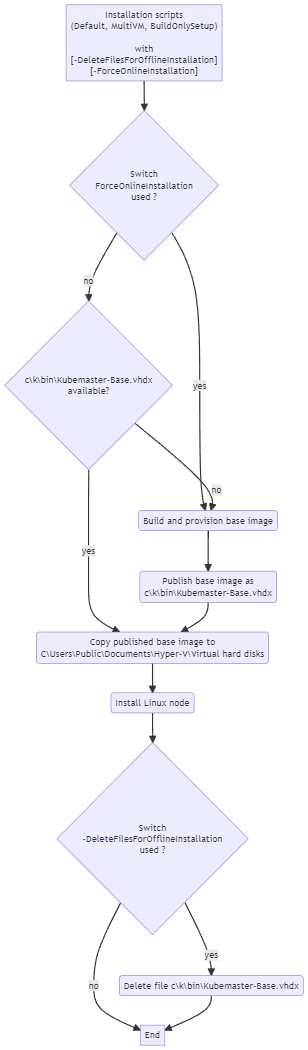 Installation scripts
(Default, MultiVM, BuildOnlySetup)
with
[-DeleteFilesForOfflineInstallation]
[-ForceOnlineInstallation]
Switch
ForceOnlineInstallation
used ?
no
c\k\bin\Kubemaster-Base.vhdx
available?
yes
no
Build and provision base image
yes
Publish base image as
c\k\bin\Kubemaster-Base.vhdx
Copy published base image to
C\Users\Public\Documents\Hyper-V\Virtual hard disks
Install Linux node
Switch
-DeleteFilesForOfflineInstallation
used ?
yes
no
Delete file c\k\bin\Kubemaster-Base.vhdx
End